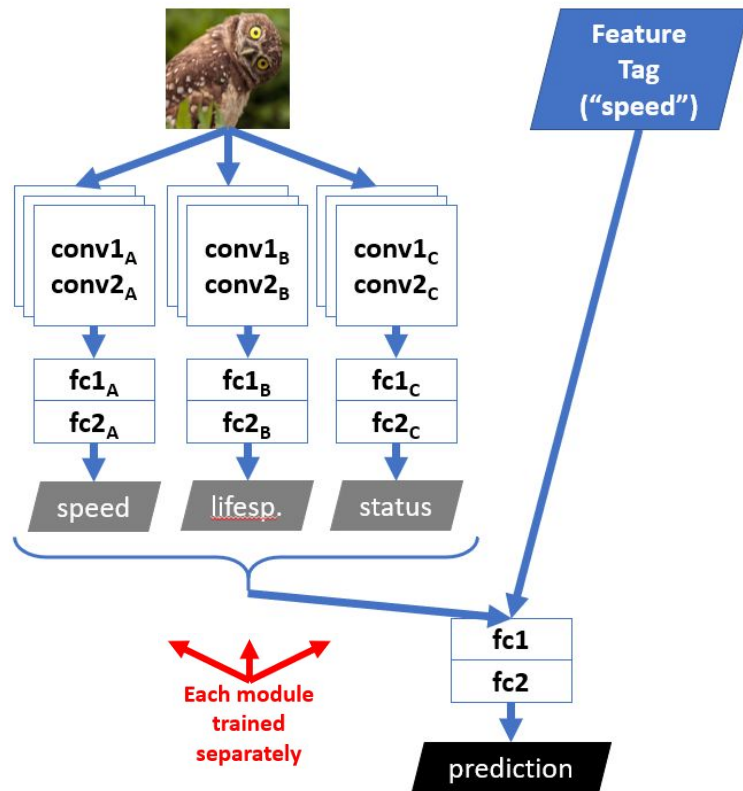 Feature
Tag
(“speed”)
conv1A
conv2A
conv1B
conv2B
conv1C
conv2C
fc1A
fc2A
fc1B
fc2B
fc1C
fc2C
speed
lifesp.
status
fc1
fc2
Each module
trained
separately
prediction